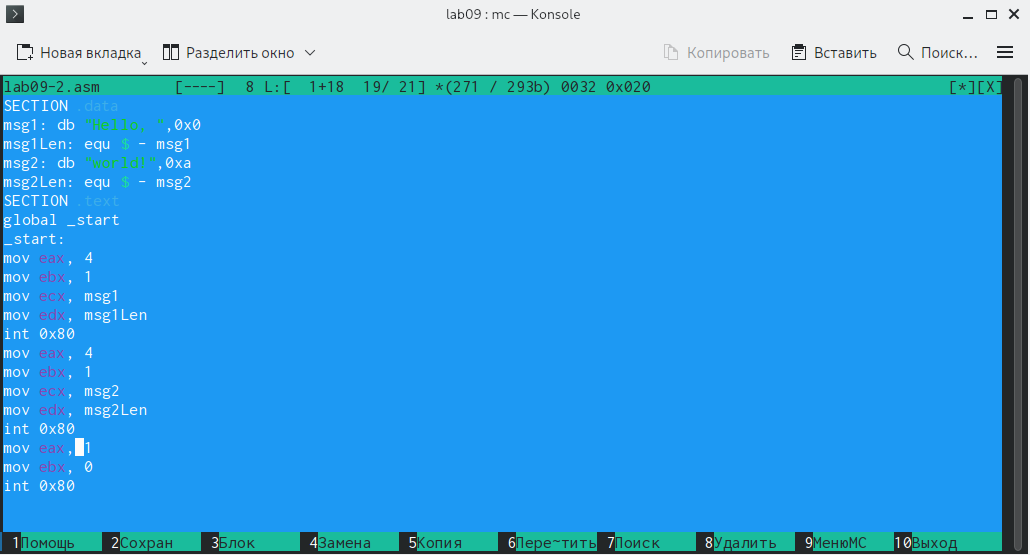 lab09 : mc — Konsole
Новая вкладка Разделить окно Копировать Вставить Поиск...
lab09-2.asm [----] 8 L:[ 1+18 19/ 21] *(271 / 293b) 0032 0x020 [*][X]
SECTION .data
msg1: db "Hello, ",0x0
msg1Len: equ $ - msg1
msg2: db "world!",0xa
msg2Len: equ $ - msg2
SECTION .text
global _start
_start:
mov eax, 4
mov ebx, 1
mov ecx, msg1
mov edx, msg1Len
int 0x80
mov eax, 4
mov ebx, 1
mov ecx, msg2
mov edx, msg2Len
int 0x80
mov eax, 1
mov ebx, 0
int 0x80
1Помощь 2Сохран 3Блок 4Замена 5Копия 6Пере~тить 7Поиск 8Удалить 9МенюМС 10Выход